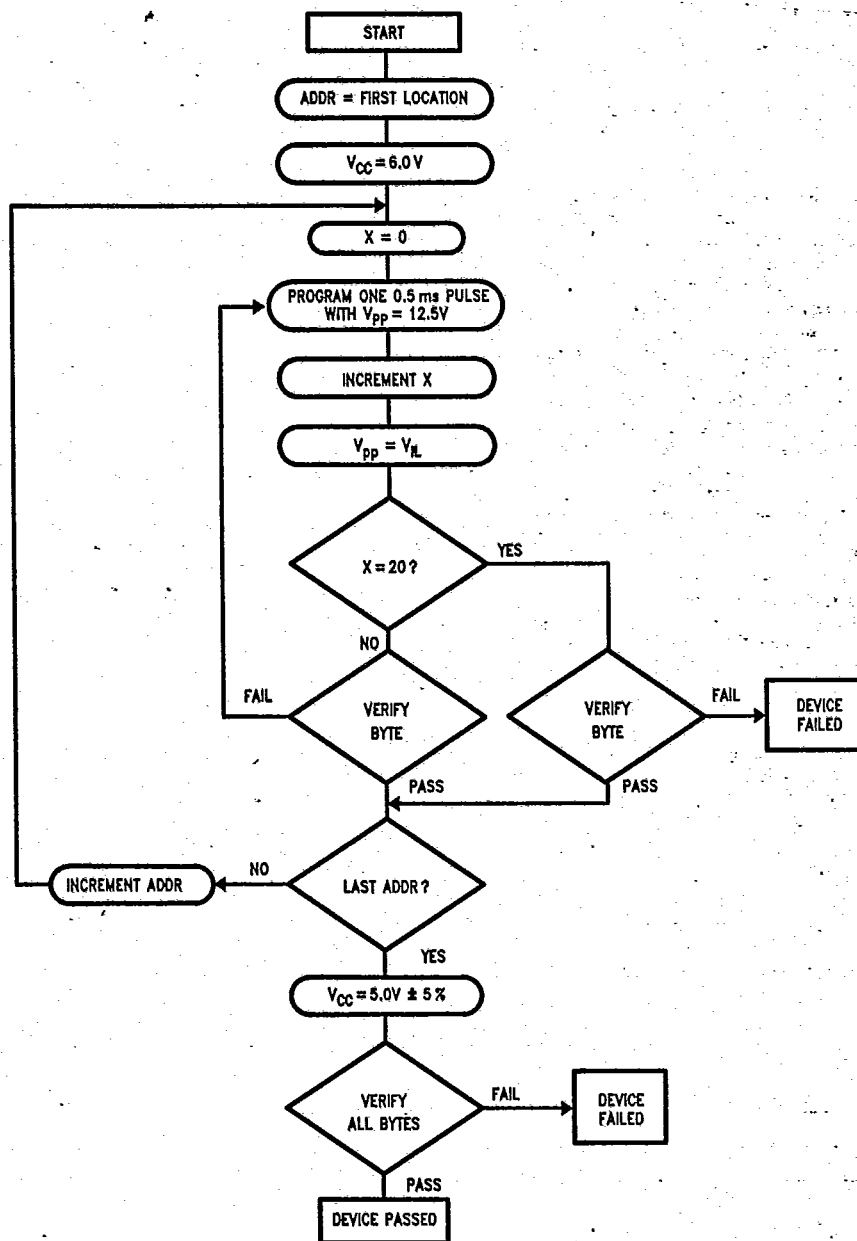 START
ADDR = FIRST LOCATION
VCC = 6.0V
X = 0
PROGRAM ONE 0.5 ms PULSE
WITH VPP = 12.5V
INCREMENT X
VPP = VIL
X = 20?
YES
NO
FAIL
VERIFY
BYTE
VERIFY
BYTE
FAIL
DEVICE
FAILED
PASS
PASS
INCREMENT ADDR
NO
LAST ADDR?
YES
VCC = 5.0V ± 5%
VERIFY
ALL BYTES
FAIL
DEVICE
FAILED
PASS
DEVICE PASSED